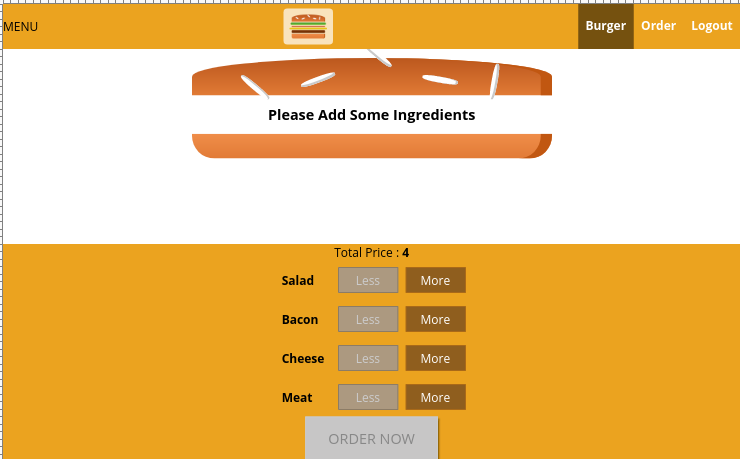 MENU Burger Order Logout
Please Add Some Ingredients
Total Price : 4
Salad Less More
Bacon Less More
Cheese Less More
Meat Less More
ORDER NOW